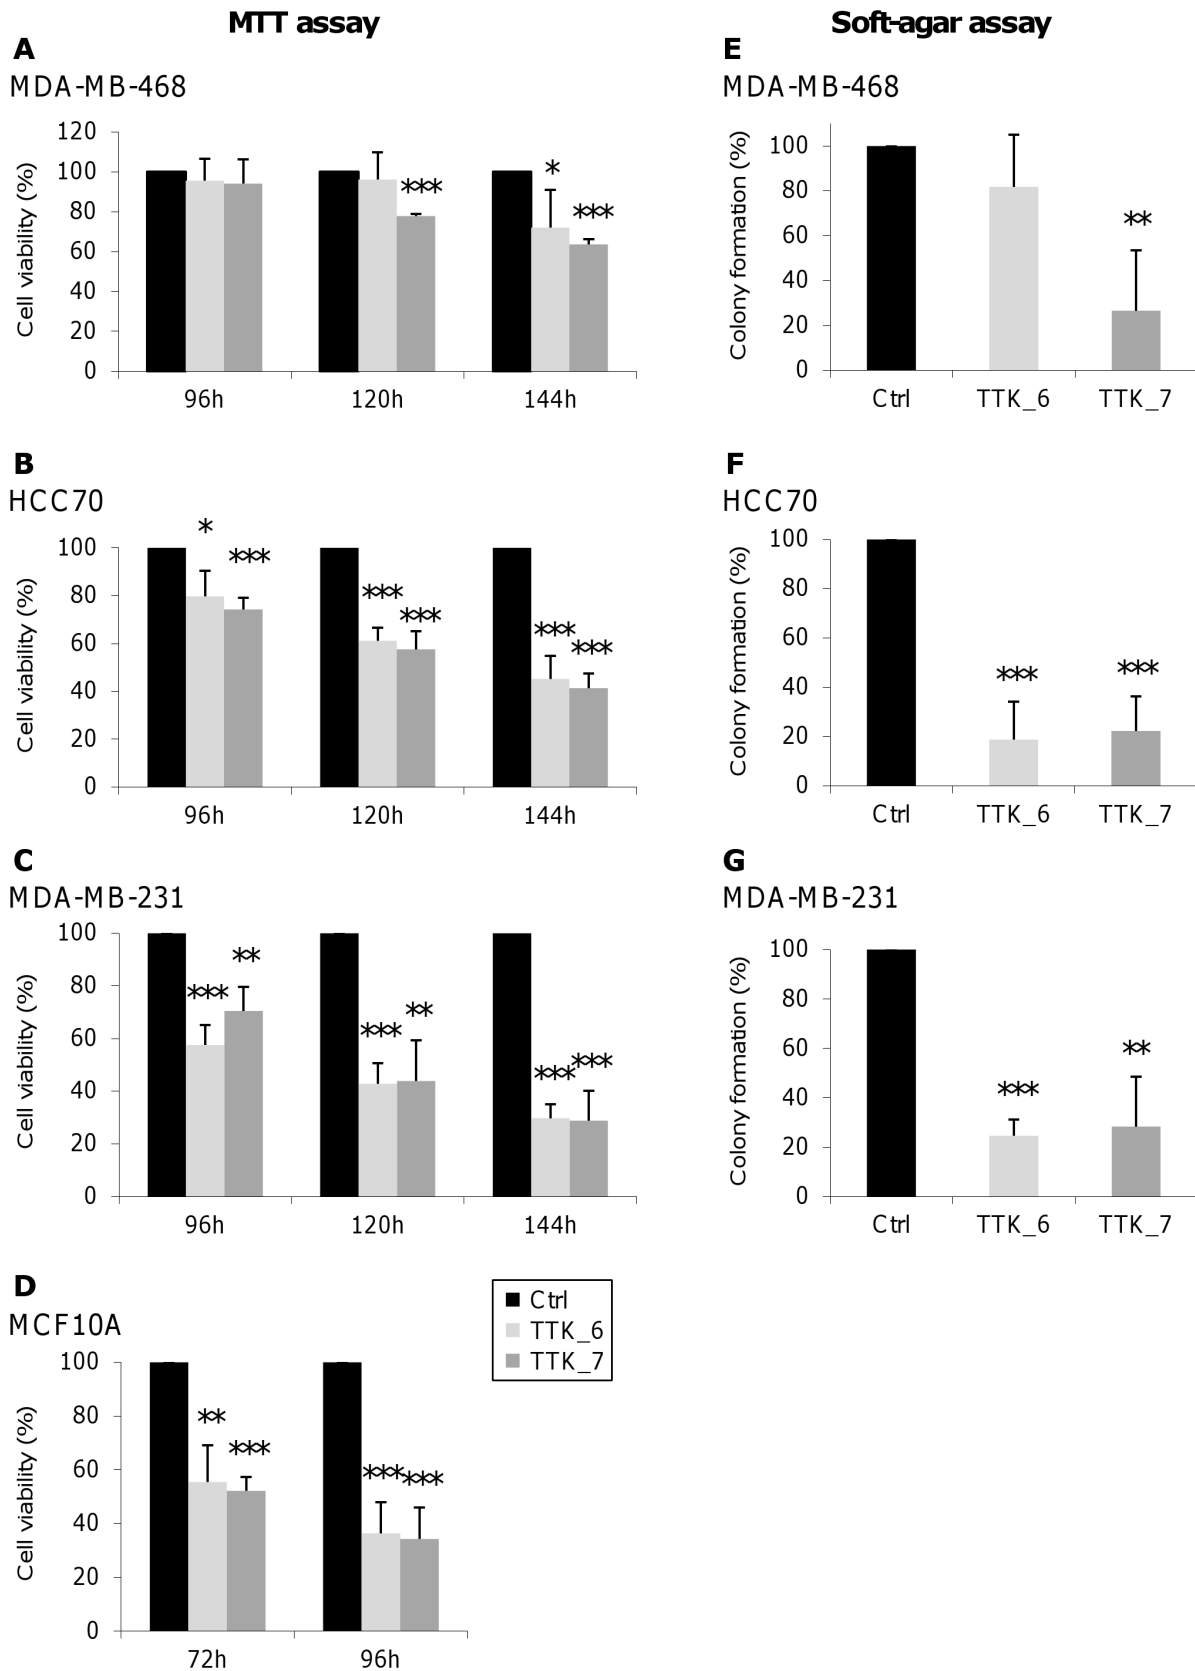 MTT assay
Soft-agar assay
A
MDA-MB-468
Cell viability (%)
120
100
80
60
40
20
0
*
***
***
96h 120h 144h
E
MDA-MB-468
Colony formation (%)
100
80
60
40
20
0
**
Ctrl TTK_6 TTK_7
B
HCC70
Cell viability (%)
100
80
60
40
20
0
*
***
***
***
***
***
96h 120h 144h
F
HCC70
Colony formation (%)
100
80
60
40
20
0
***
***
Ctrl TTK_6 TTK_7
C
MDA-MB-231
Cell viability (%)
100
80
60
40
20
0
***
**
***
**
***
***
96h 120h 144h
G
MDA-MB-231
Colony formation (%)
100
80
60
40
20
0
***
**
Ctrl TTK_6 TTK_7
D
MCF10A
Cell viability (%)
100
80
60
40
20
0
**
***
***
***
72h 96h
Ctrl
TTK_6
TTK_7